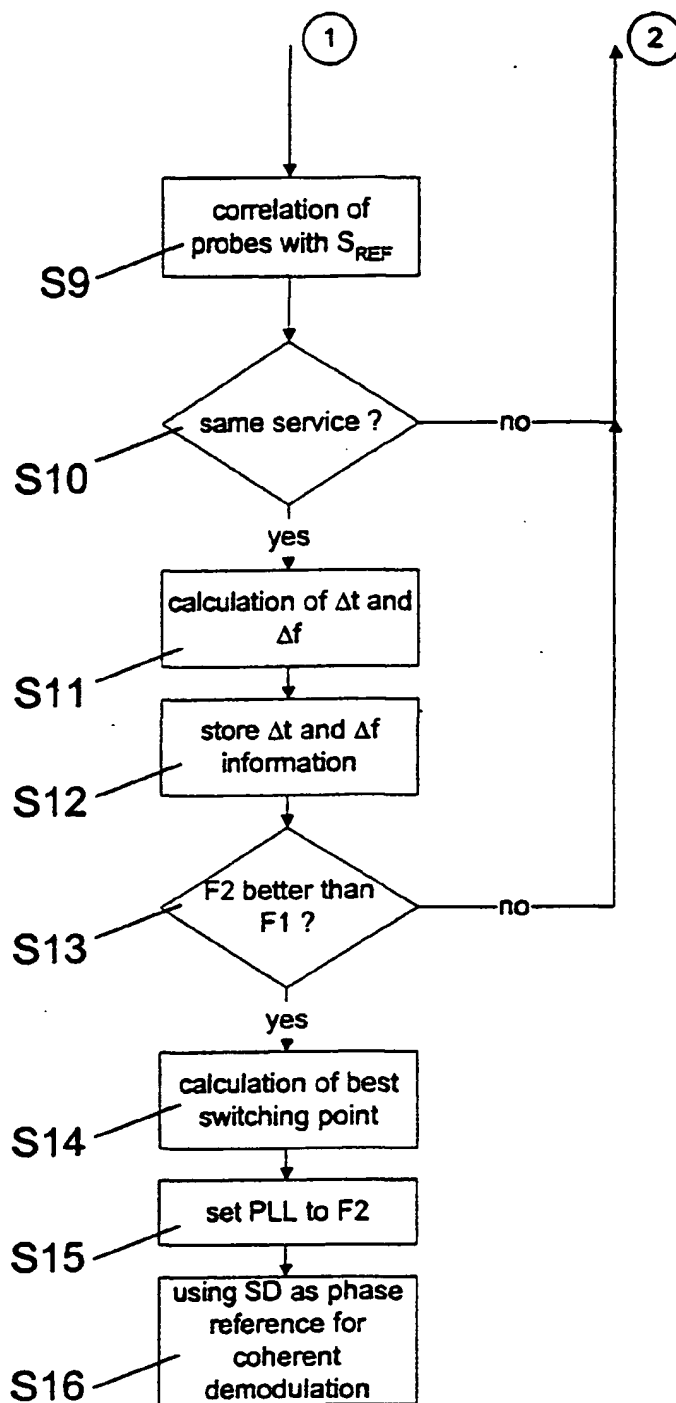 1
2
correlation of
probes with S_REF
S9
same service ?
no
S10
yes
calculation of Δt and
Δf
S11
store Δt and Δf
information
S12
F2 better than
F1 ?
no
S13
yes
calculation of best
switching point
S14
set PLL to F2
S15
using SD as phase
reference for
coherent
demodulation
S16